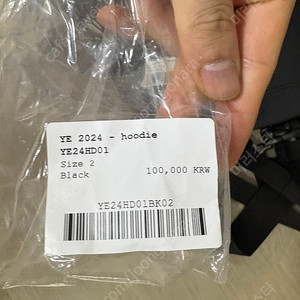 YE 2024 - hoodie
YE24HD01
Size 2
Black 100,000 KRW
YE24HD01BK02